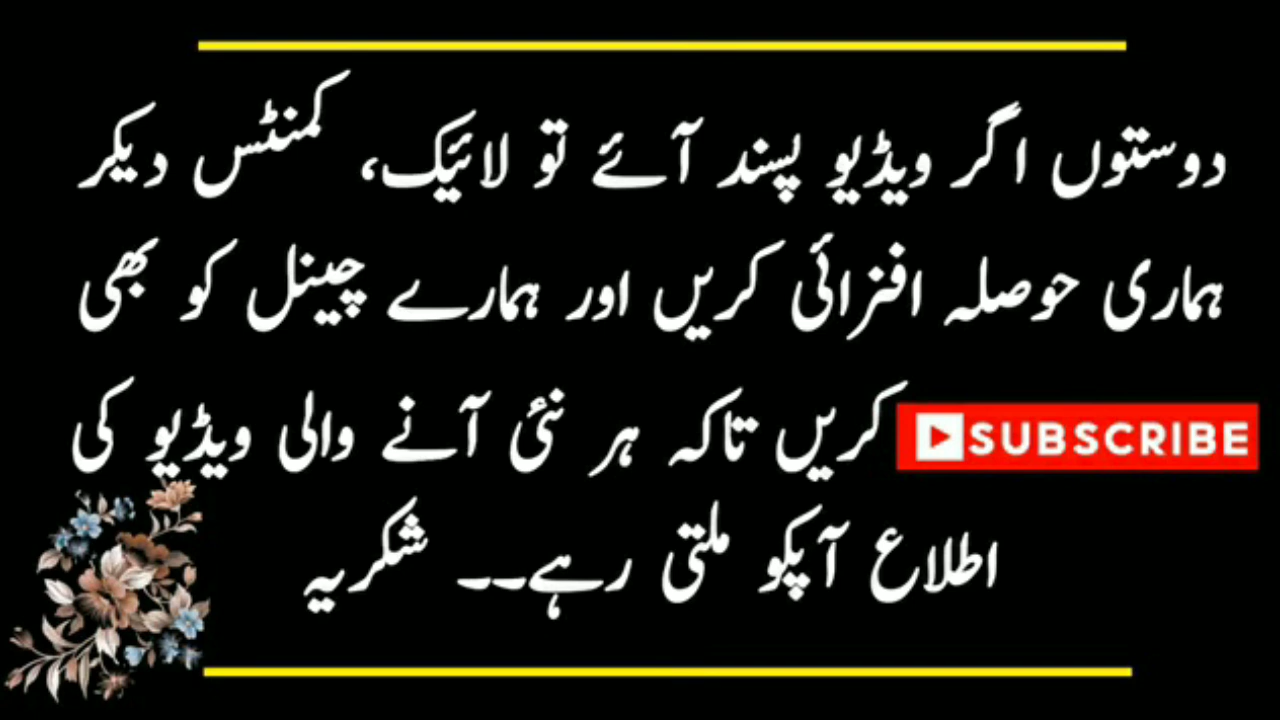 دوستوں اگر ویڈیو پسند آئے تو لائیک، کمنٹس دیکر
ہماری حوصلہ افزائی کریں اور ہمارے چینل کو بھی
SUBSCRIBE کریں تاکہ ہر نئی آنے والی ویڈیو کی
اطلاع آپکو ملتی رہے۔۔ شکریہ